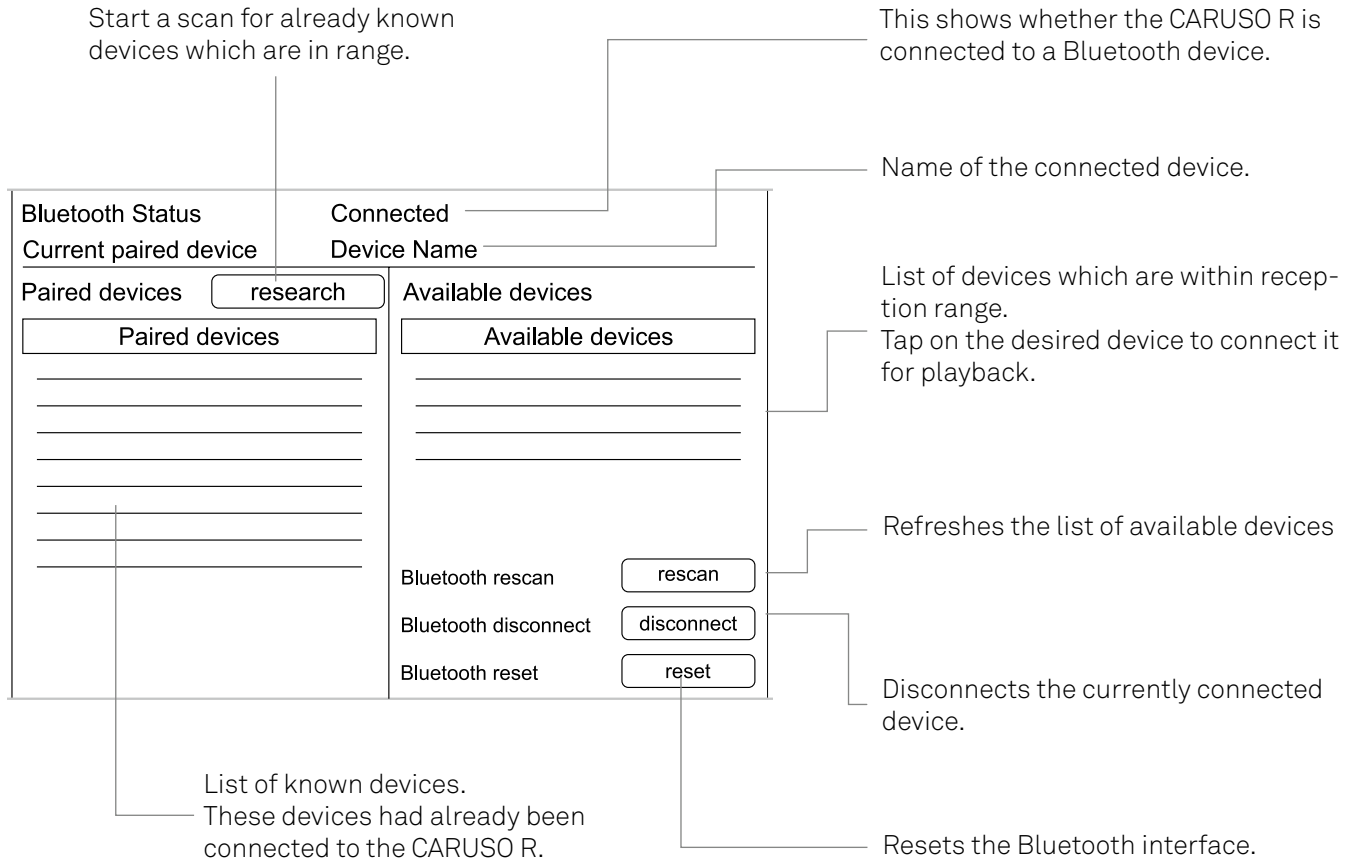 Start a scan for already known
devices which are in range.
This shows whether the CARUSO R is
connected to a Bluetooth device.
Name of the connected device.
Bluetooth Status
Connected
Current paired device
Device Name
Paired devices
research
Available devices
Paired devices
Available devices
List of devices which are within recep-
tion range.
Tap on the desired device to connect it
for playback.
Refreshes the list of available devices
Bluetooth rescan
rescan
Bluetooth disconnect
disconnect
Bluetooth reset
reset
Disconnects the currently connected
device.
List of known devices.
These devices had already been
connected to the CARUSO R.
Resets the Bluetooth interface.